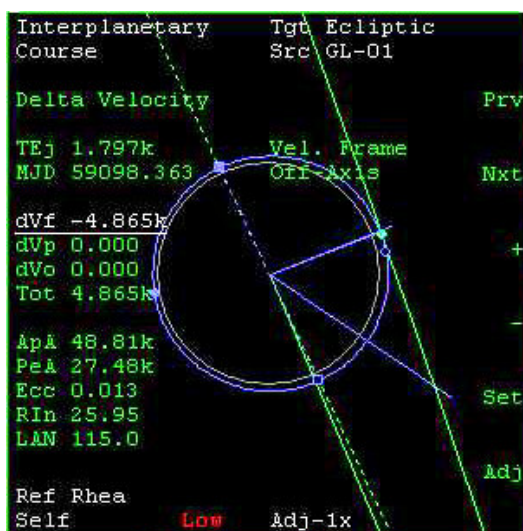 Interplanetary Tgt Ecliptic
Course Src GL-01
Delta Velocity Prv
TEj 1.797k Vel. Frame
MJD 59098.363 Off-Axis Nxt
dVf -4.865k
dVp 0.000 +
dVo 0.000
Tot 4.865k
-
ApA 48.81k
PeA 27.48k
Ecc 0.013 Set
RIn 25.95
LAN 115.0
Adj
Ref Rhea
Self Low Adj-1x